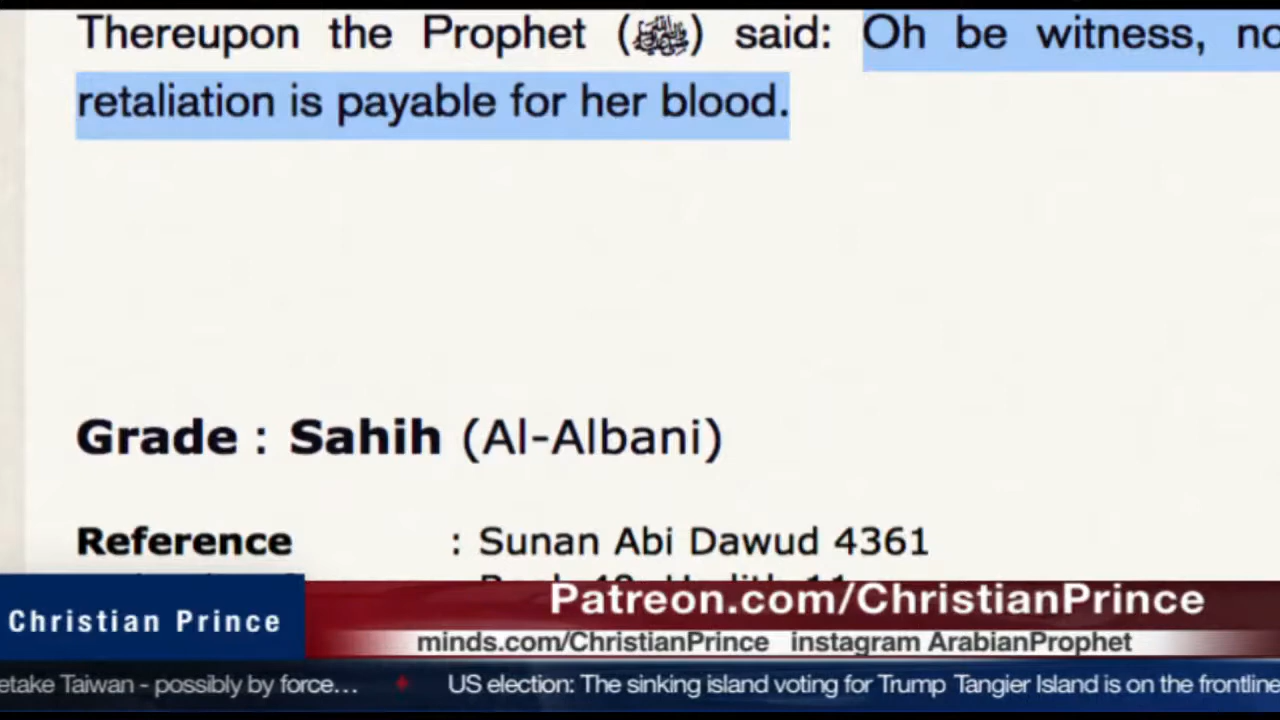 Thereupon the Prophet (ﷺ) said: Oh be witness, no
retaliation is payable for her blood.
Grade : Sahih (Al-Albani)
Reference : Sunan Abi Dawud 4361
Patreon.com/ChristianPrince
Christian Prince
minds.com/ChristianPrince instagram ArabianProphet
etake Taiwan - possibly by force... US election: The sinking island voting for Trump Tangier Island is on the frontline